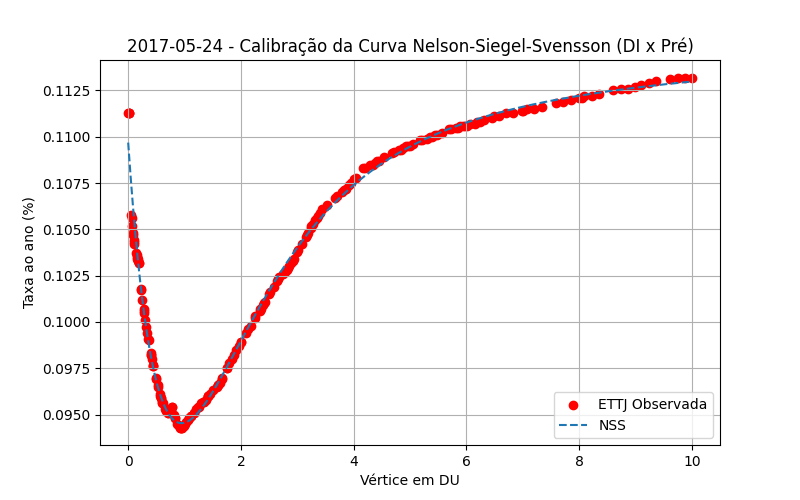 2017-05-24 - Calibração da Curva Nelson-Siegel-Svensson (DI x Pré)
Taxa ao ano (%)
0.1125
0.1100
0.1075
0.1050
0.1025
0.1000
0.0975
0.0950
ETTJ Observada
NSS
0 2 4 6 8 10
Vértice em DU